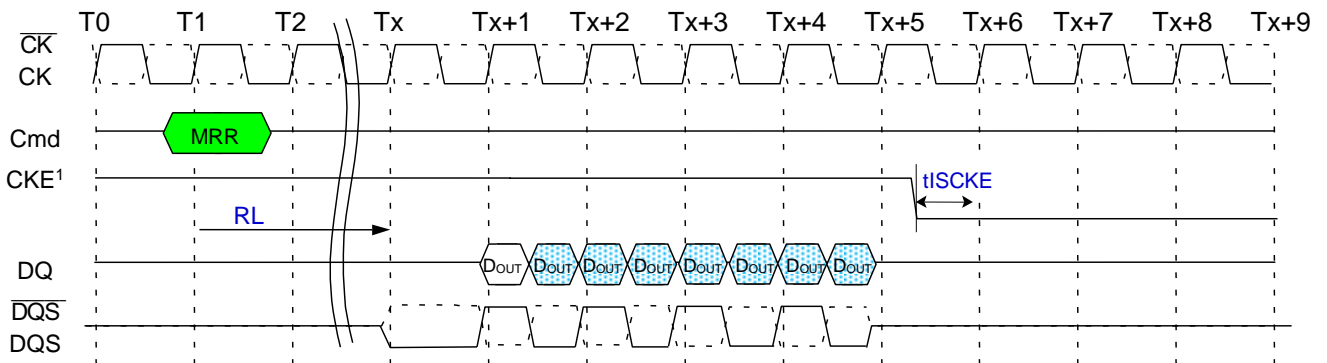 T0 T1 T2 Tx Tx+1 Tx+2 Tx+3 Tx+4 Tx+5 Tx+6 Tx+7 Tx+8 Tx+9
CK
CK
Cmd MRR
CKE1 tISCKE
RL
DQ DOUT DOUT DOUT DOUT DOUT DOUT DOUT DOUT
DQS
DQS